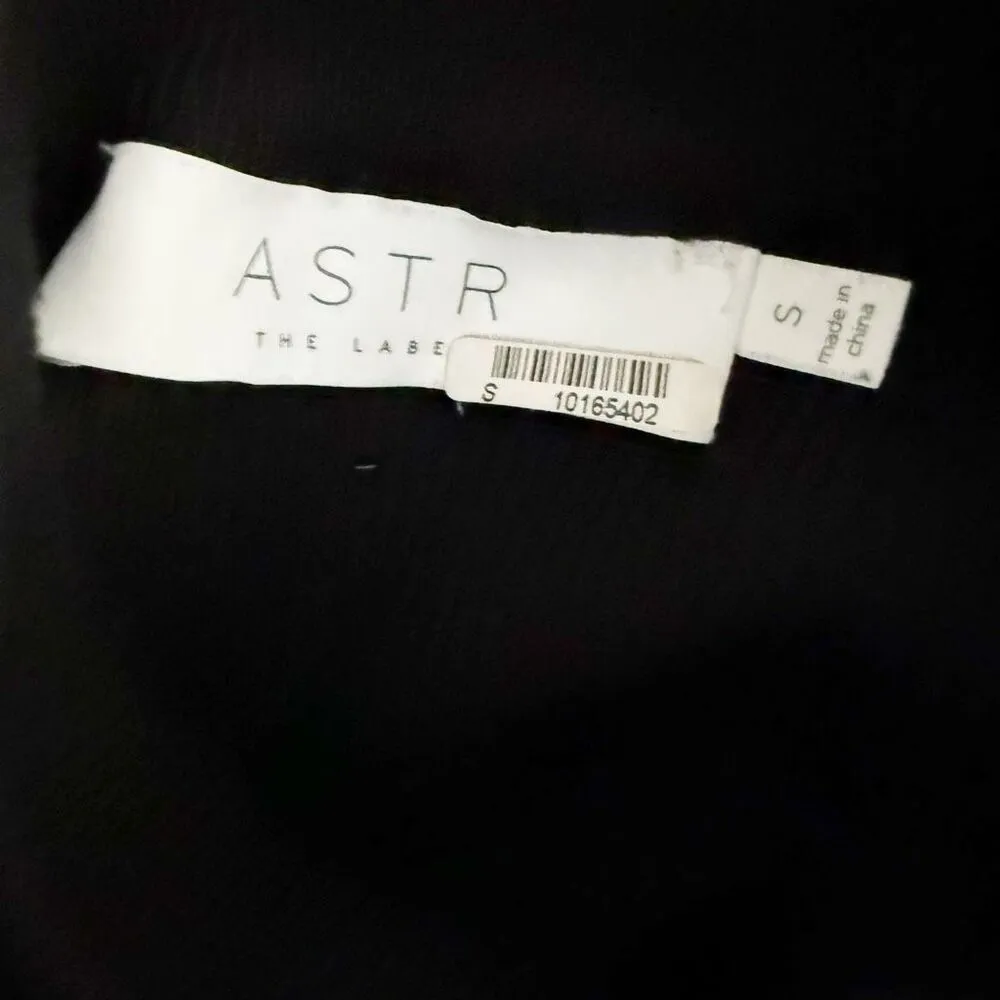 ASTR
THE LABE
S 10165402
S
made in
china